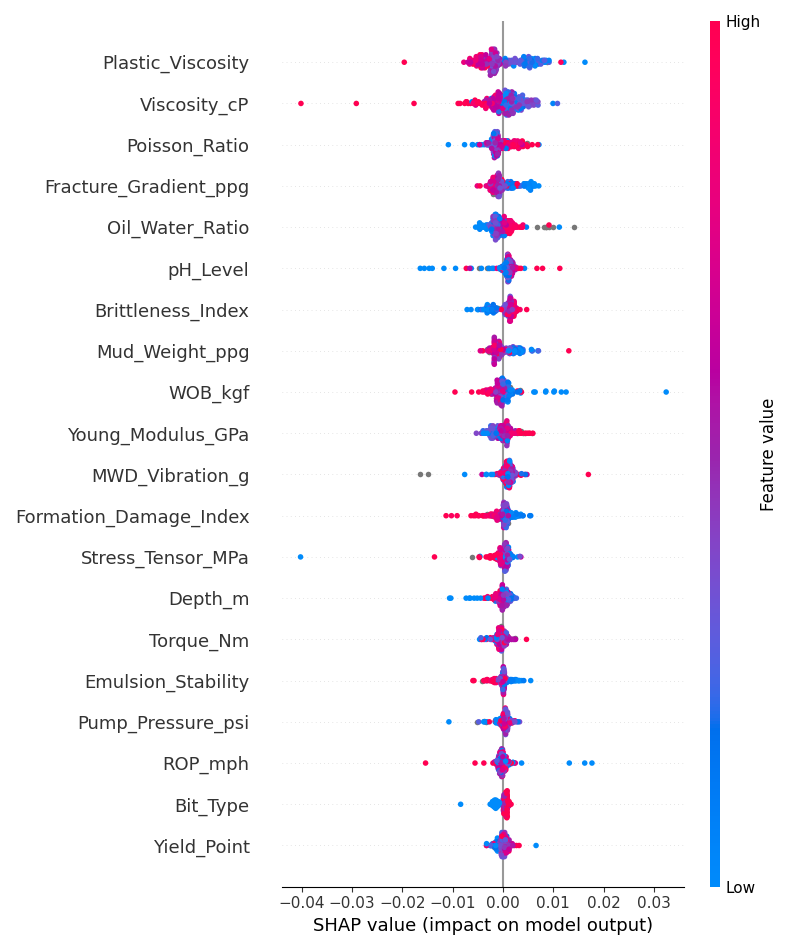 High
Plastic_Viscosity
Viscosity_cP
Poisson_Ratio
Fracture_Gradient_ppg
Oil_Water_Ratio
pH_Level
Brittleness_Index
Mud_Weight_ppg
WOB_kgf
Young_Modulus_GPa
MWD_Vibration_g
Formation_Damage_Index
Stress_Tensor_MPa
Depth_m
Torque_Nm
Emulsion_Stability
Pump_Pressure_psi
ROP_mph
Bit_Type
Yield_Point
Feature value
Low
−0.04 −0.03 −0.02 −0.01 0.00 0.01 0.02 0.03
SHAP value (impact on model output)